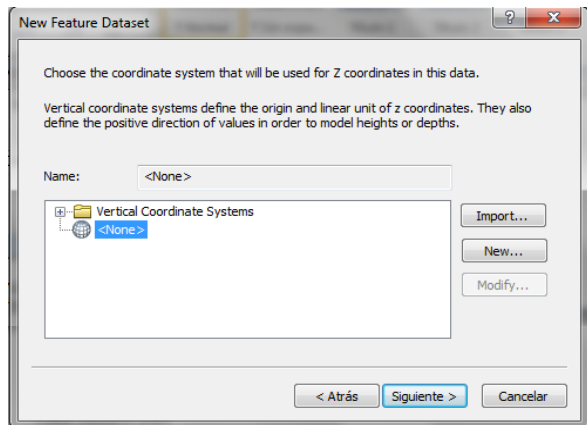 New Feature Dataset
Choose the coordinate system that will be used for Z coordinates in this data.
Vertical coordinate systems define the origin and linear unit of z coordinates. They also
define the positive direction of values in order to model heights or depths.
Name: <None>
Vertical Coordinate Systems
<None>
Import...
New...
Modify...
< Atrás Siguiente > Cancelar